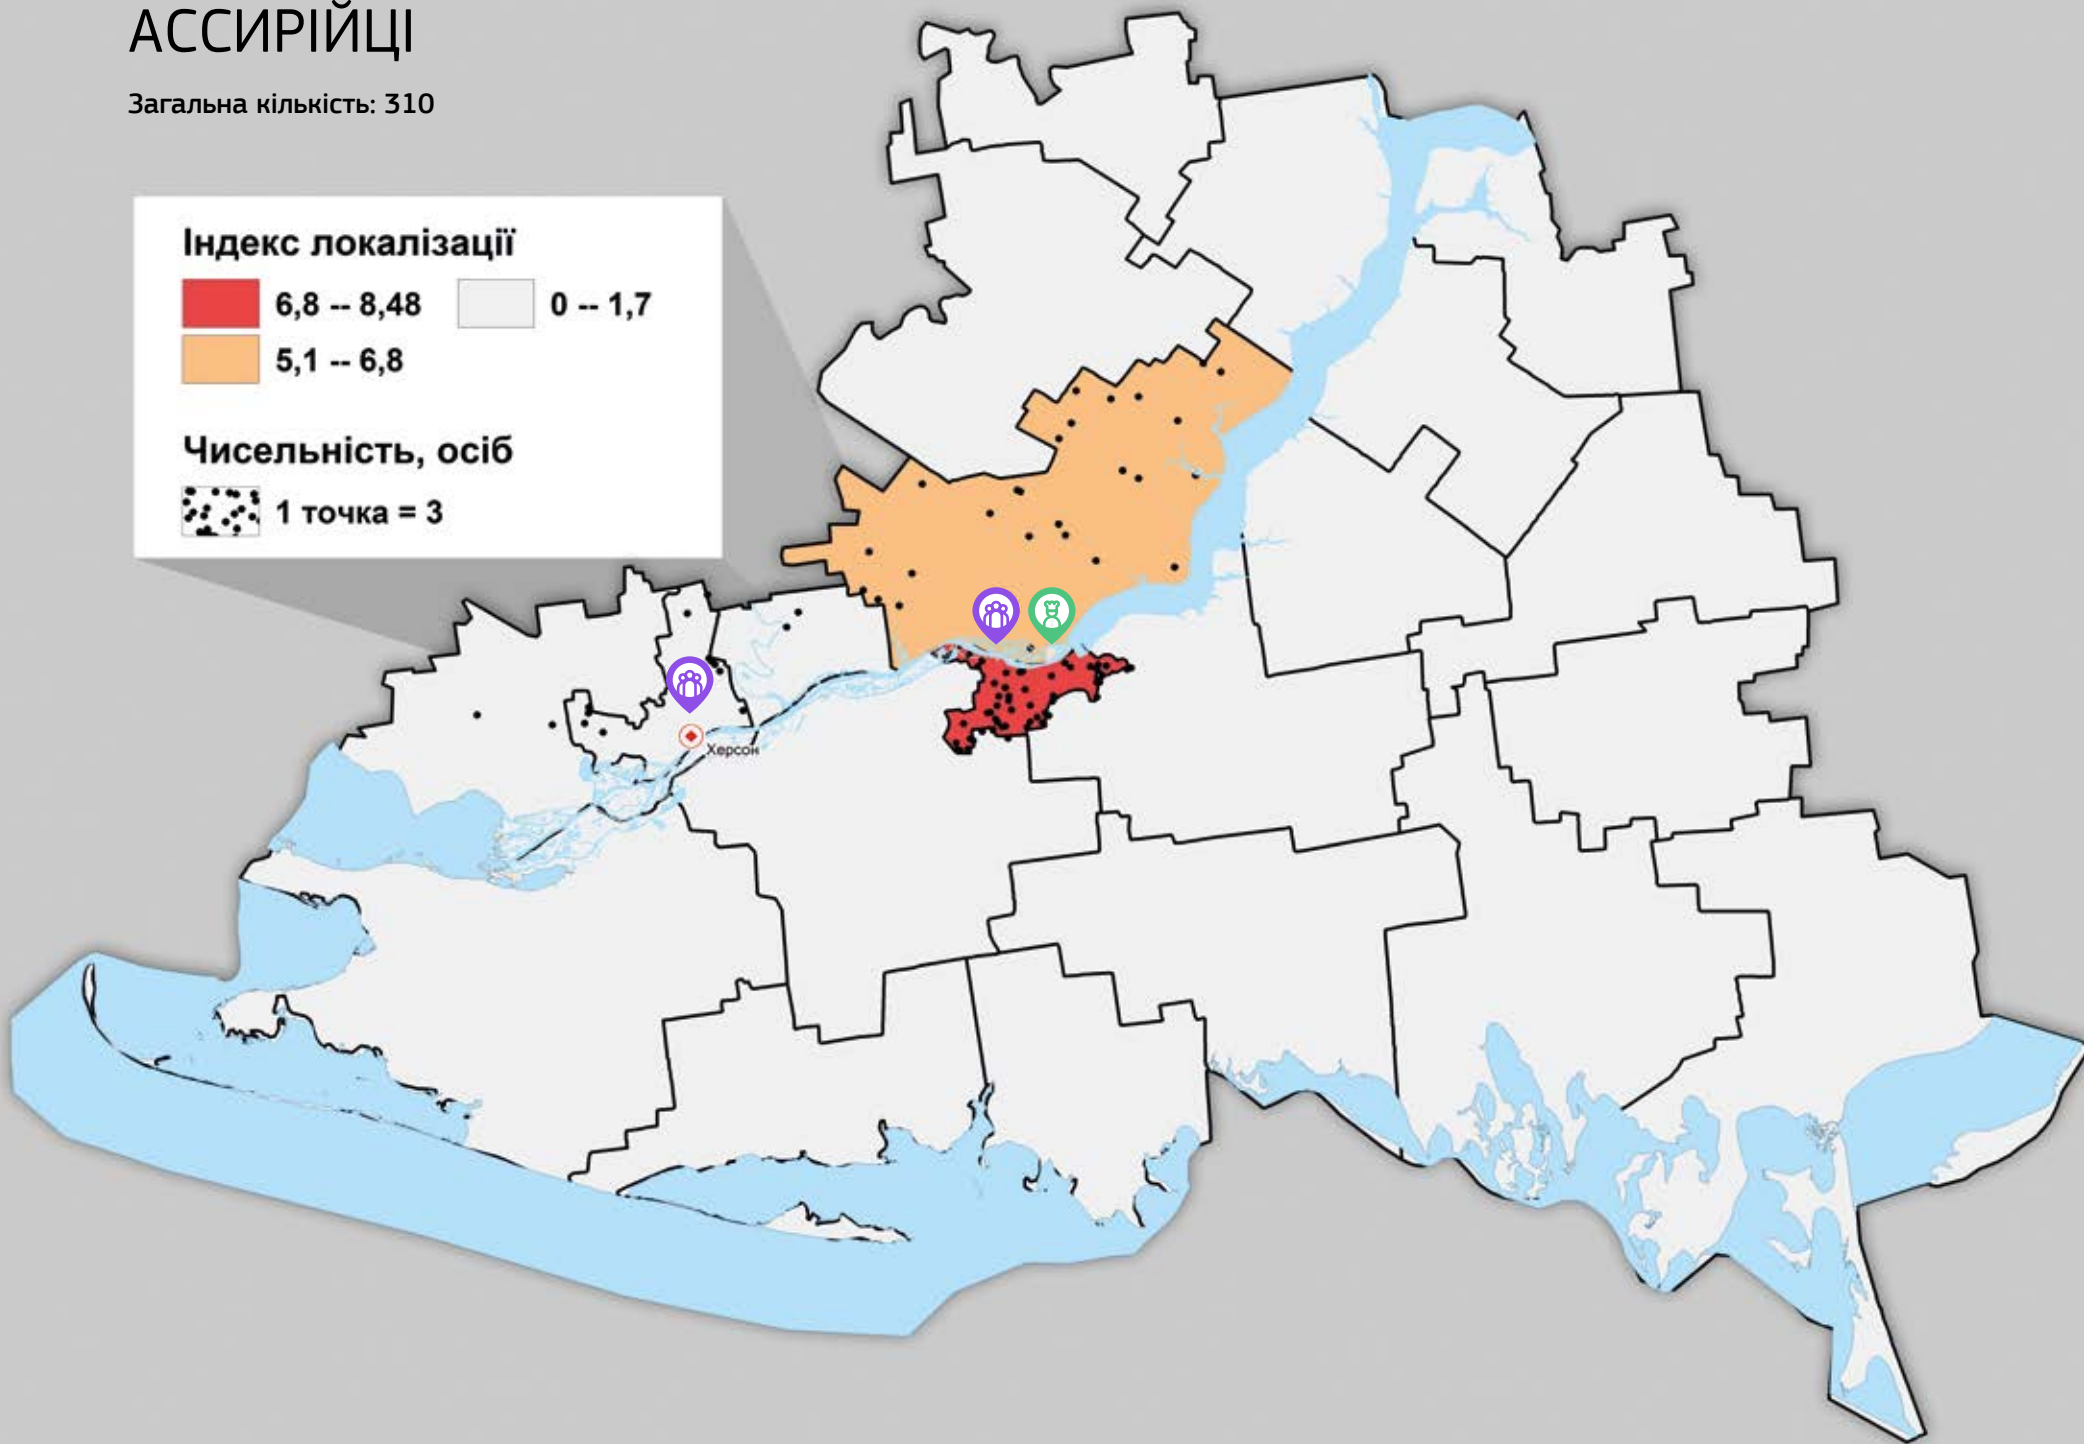 АССИРІЙЦІ
Загальна кількість: 310
Індекс локалізації
6,8 -- 8,48
0 -- 1,7
5,1 -- 6,8
Чисельність, осіб
1 точка = 3
Херсон